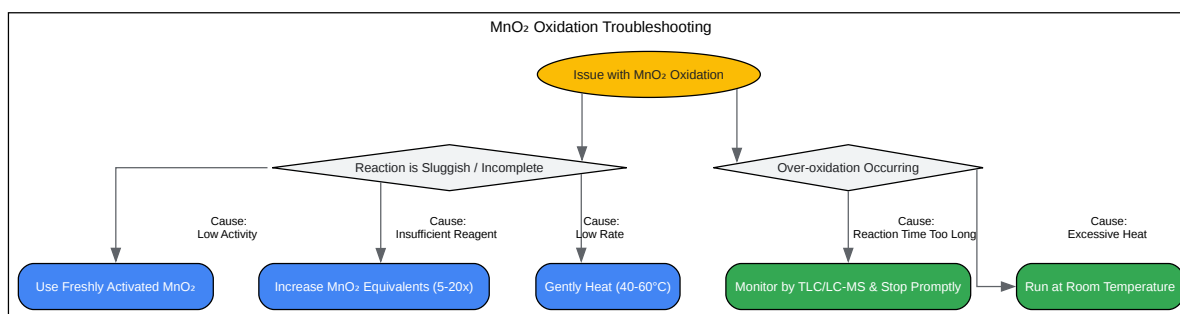 MnO₂ Oxidation Troubleshooting
Issue with MnO₂ Oxidation
Reaction is Sluggish / Incomplete
Over-oxidation Occurring
Cause:
Low Activity
Cause:
Insufficient Reagent
Cause:
Low Rate
Cause:
Reaction Time Too Long
Cause:
Excessive Heat
Use Freshly Activated MnO₂
Increase MnO₂ Equivalents (5-20x)
Gently Heat (40-60°C)
Monitor by TLC/LC-MS & Stop Promptly
Run at Room Temperature